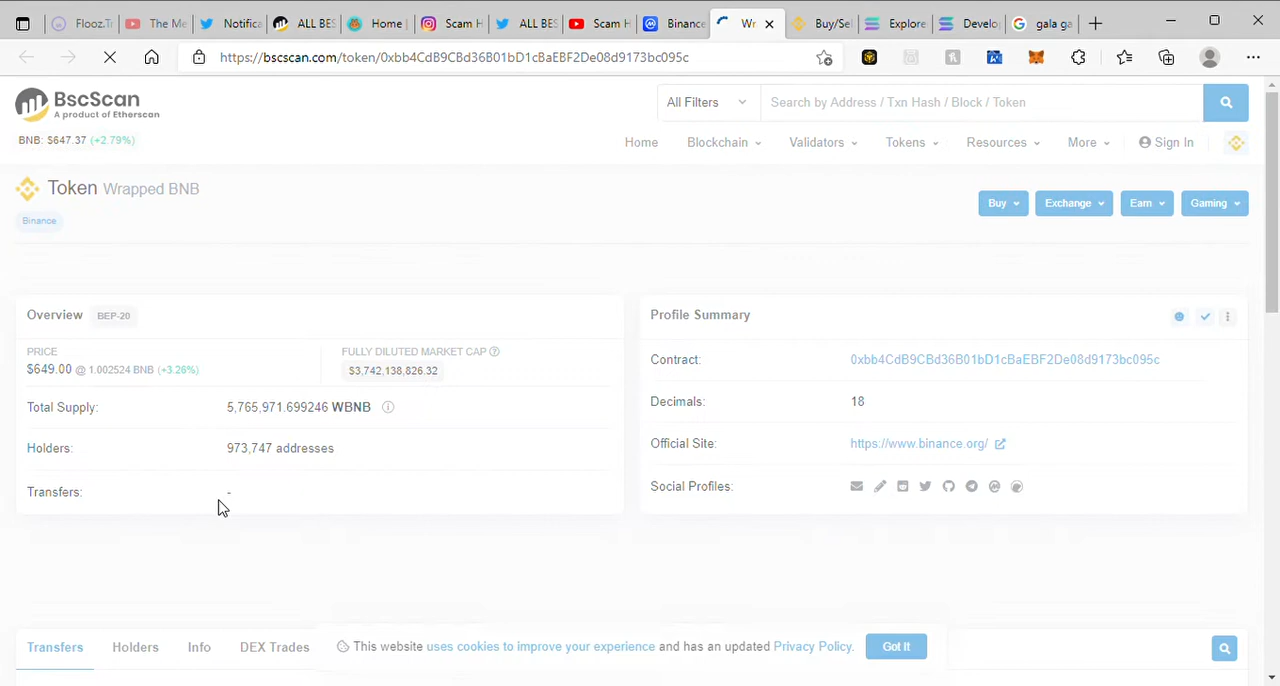 Flooz.Tr
The Me
Notifica
ALL BES
Home
Scam H
ALL BES
Scam H
Binance
Wr
Buy/Sel
Explore
Develo
gala ga
https://bscscan.com/token/0xbb4CdB9CBd36B01bD1cBaEBF2De08d9173bc095c
BscScan
A product of Etherscan
All Filters
Search by Address / Txn Hash / Block / Token
BNB: $647.37 (+2.79%)
Home
Blockchain
Validators
Tokens
Resources
More
Sign In
Token Wrapped BNB
Binance
Buy
Exchange
Earn
Gaming
Overview BEP-20
PRICE
$649.00 @ 1.002524 BNB (+3.26%)
FULLY DILUTED MARKET CAP
$3,742,138,826.32
Total Supply: 5,765,971.699246 WBNB
Holders: 973,747 addresses
Transfers: -
Profile Summary
Contract: 0xbb4CdB9CBd36B01bD1cBaEBF2De08d9173bc095c
Decimals: 18
Official Site: https://www.binance.org/
Social Profiles:
Transfers
Holders
Info
DEX Trades
This website uses cookies to improve your experience and has an updated Privacy Policy.
Got It